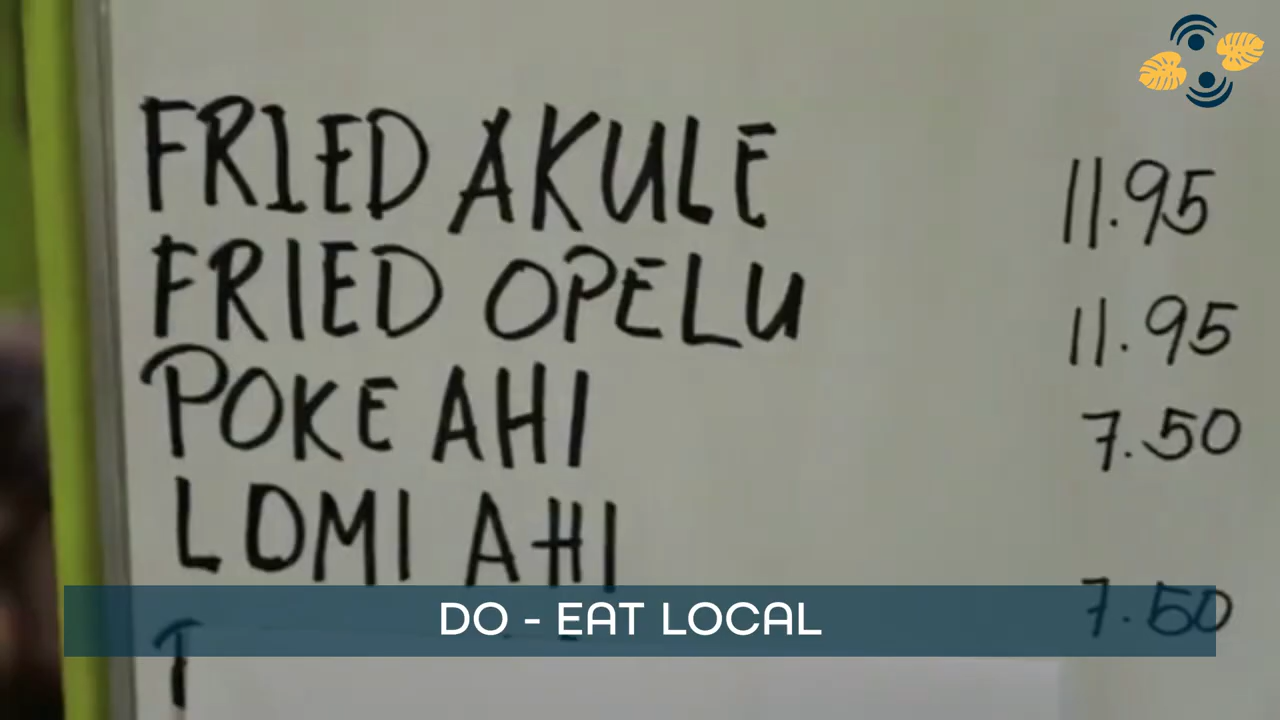 FRIED AKULE 11.95
FRIED OPELU 11.95
POKE AHI 7.50
LOMI AHI 7.50
DO - EAT LOCAL